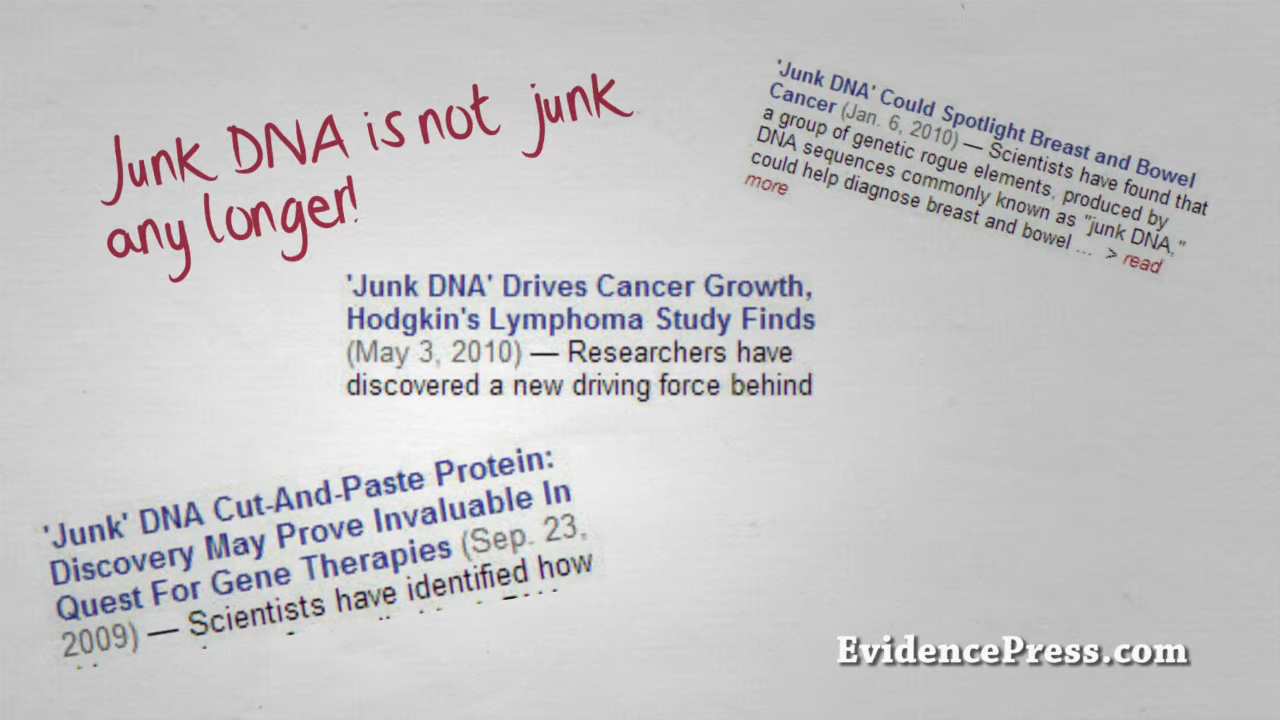 Junk DNA is not junk
any longer!
'Junk DNA' Could Spotlight Breast and Bowel
Cancer (Jan. 6, 2010) — Scientists have found that
a group of genetic rogue elements, produced by
DNA sequences commonly known as "junk DNA,"
could help diagnose breast and bowel ... > read
more
'Junk DNA' Drives Cancer Growth,
Hodgkin's Lymphoma Study Finds
(May 3, 2010) — Researchers have
discovered a new driving force behind
'Junk' DNA Cut-And-Paste Protein:
Discovery May Prove Invaluable In
Quest For Gene Therapies (Sep. 23,
2009) — Scientists have identified how
EvidencePress.com